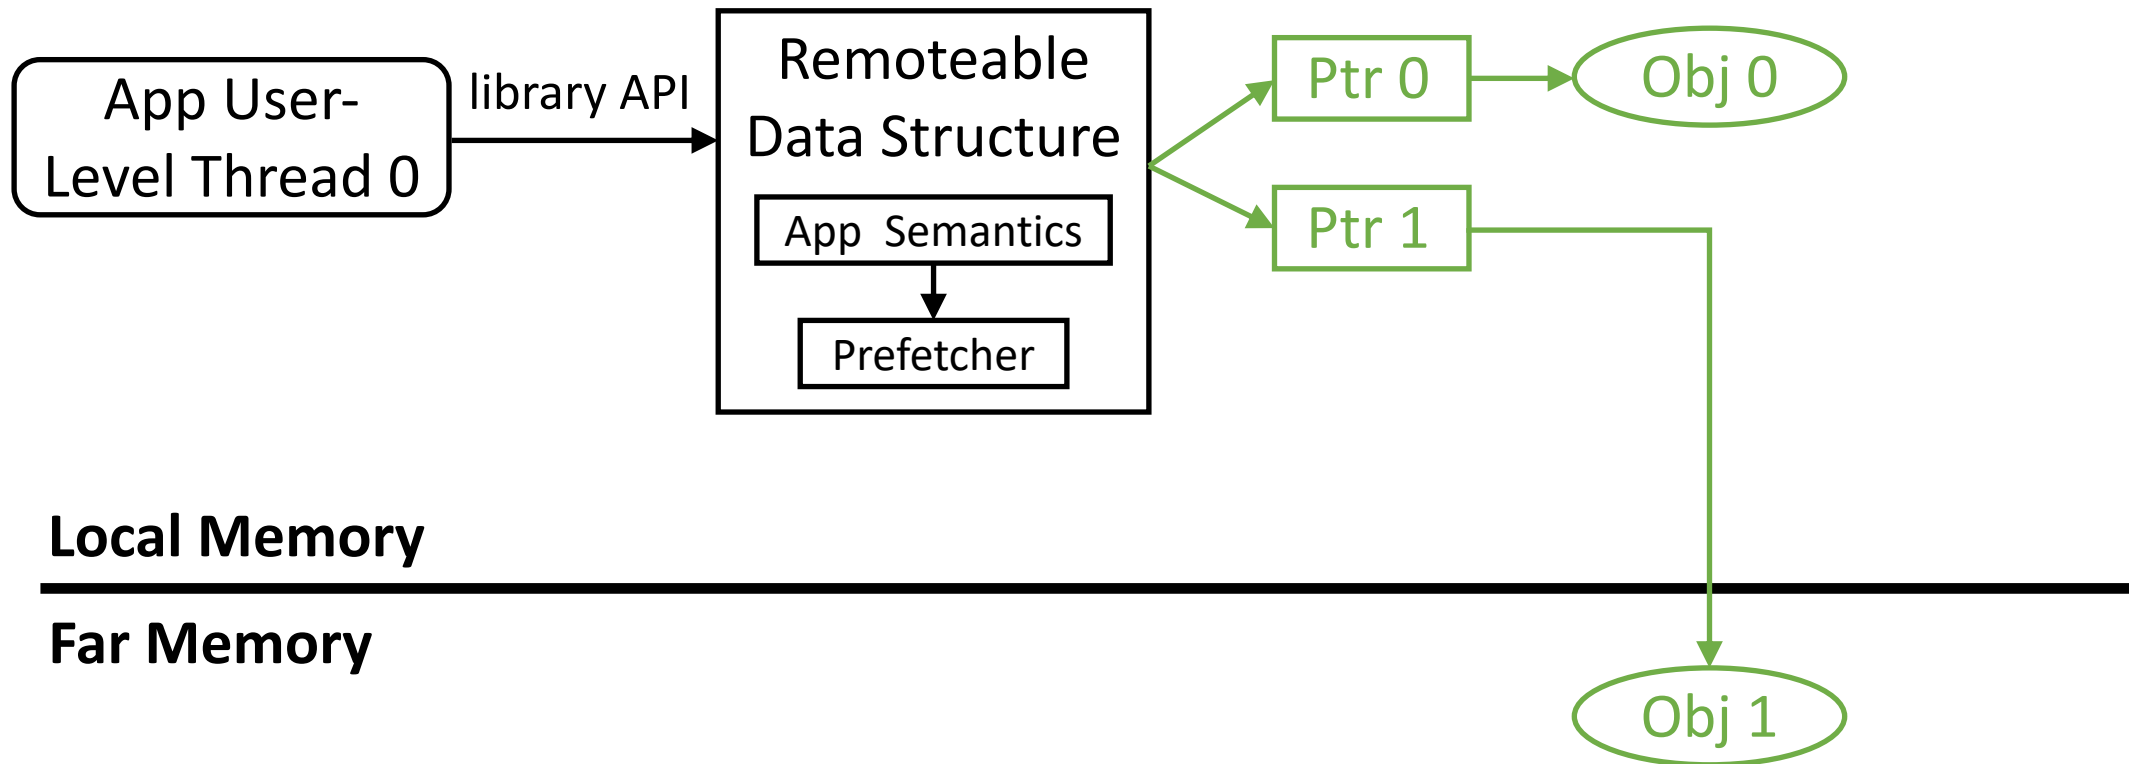 App User-
Level Thread 0
library API
Remoteable
Data Structure
App Semantics
Prefetcher
Ptr 0
Obj 0
Ptr 1
Local Memory
Far Memory
Obj 1